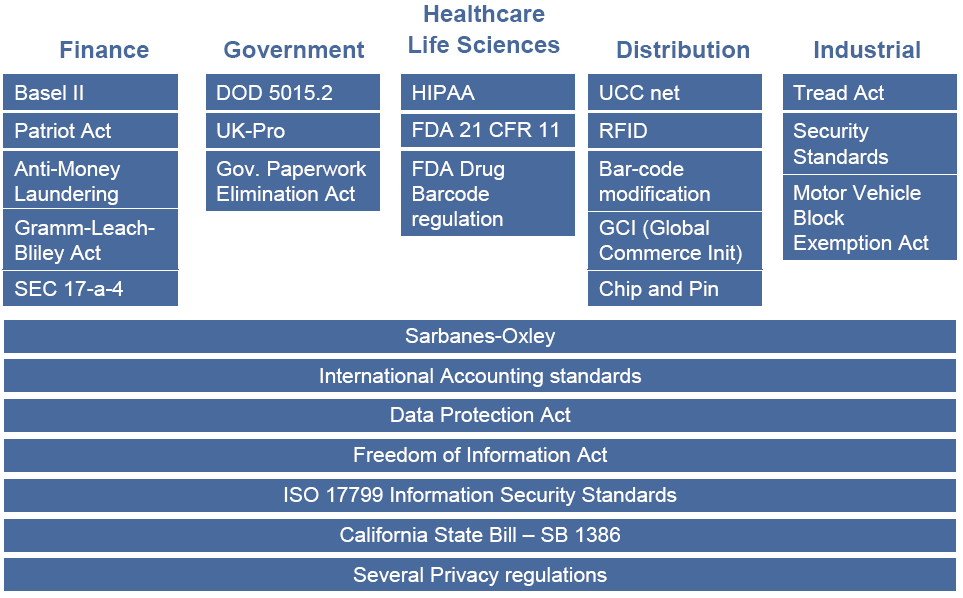 Finance
Government
Healthcare
Life Sciences
Distribution
Industrial
Basel II
Patriot Act
Anti-Money
Laundering
Gramm-Leach-
Bliley Act
SEC 17-a-4
DOD 5015.2
UK-Pro
Gov. Paperwork
Elimination Act
HIPAA
FDA 21 CFR 11
FDA Drug
Barcode
regulation
UCC net
RFID
Bar-code
modification
GCI (Global
Commerce Init)
Chip and Pin
Tread Act
Security
Standards
Motor Vehicle
Block
Exemption Act
Sarbanes-Oxley
International Accounting standards
Data Protection Act
Freedom of Information Act
ISO 17799 Information Security Standards
California State Bill – SB 1386
Several Privacy regulations